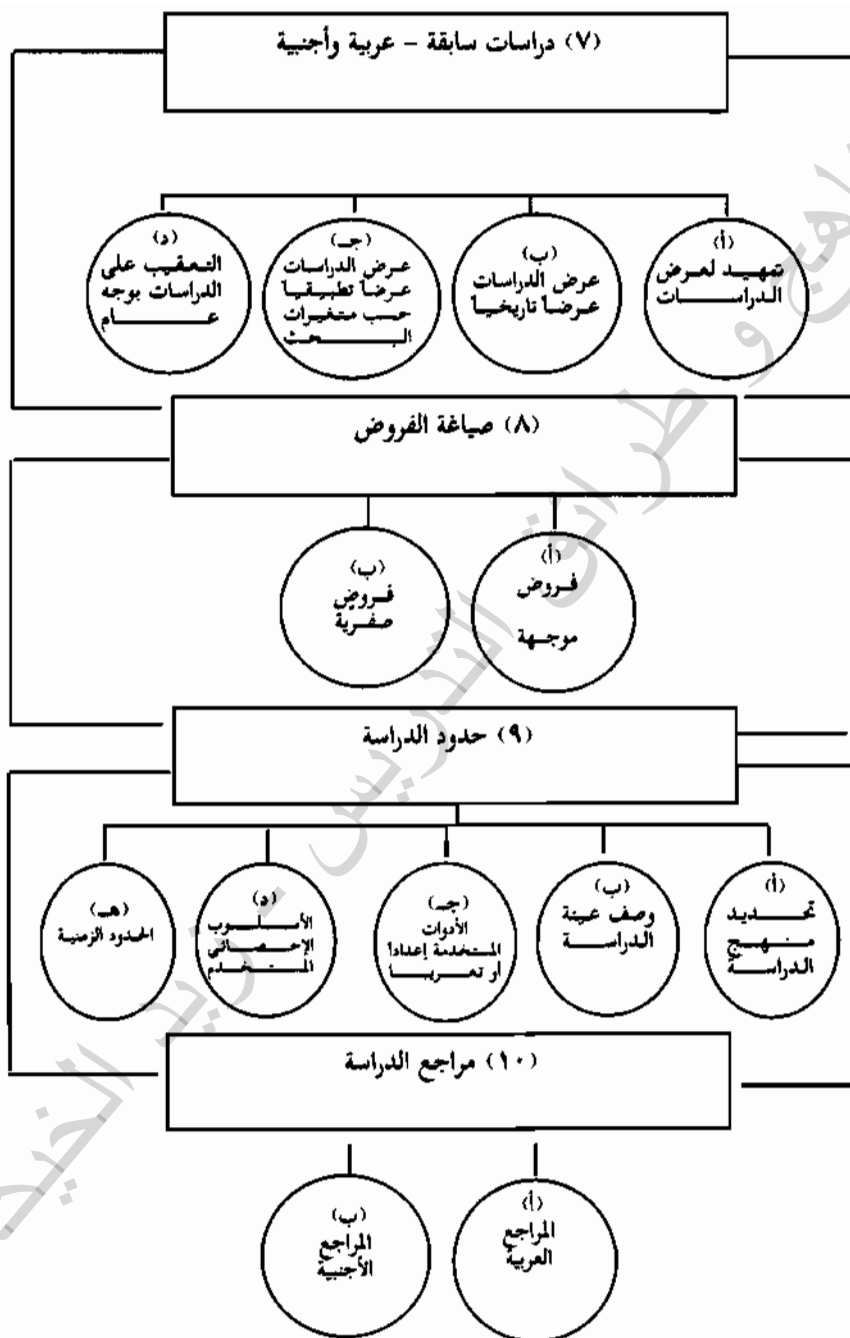 (٧) دراسات سابقة – عربية وأجنبية
(أ)
تمهيد لعرض
الدراسات
(ب)
عرض الدراسات
عرضاً تاريخياً
(جـ)
عرض الدراسات
عرضاً تطبيقياً
حسب متغيرات
البحث
(د)
التعقيب على
الدراسات بوجه
عام
(٨) صياغة الفروض
(أ)
فروض
موجهة
(ب)
فروض
صفرية
(٩) حدود الدراسة
(أ)
تحديد
منهج
الدراسة
(ب)
وصف عينة
الدراسة
(جـ)
الأدوات
المستخدمة إعداداً
أو تعريباً
(د)
الأسلوب
الإحصائي
المستخدم
(هـ)
الحدود الزمنية
(١٠) مراجع الدراسة
(أ)
المراجع
العربية
(ب)
المراجع
الأجنبية
و طرائق التدريس - يزيد